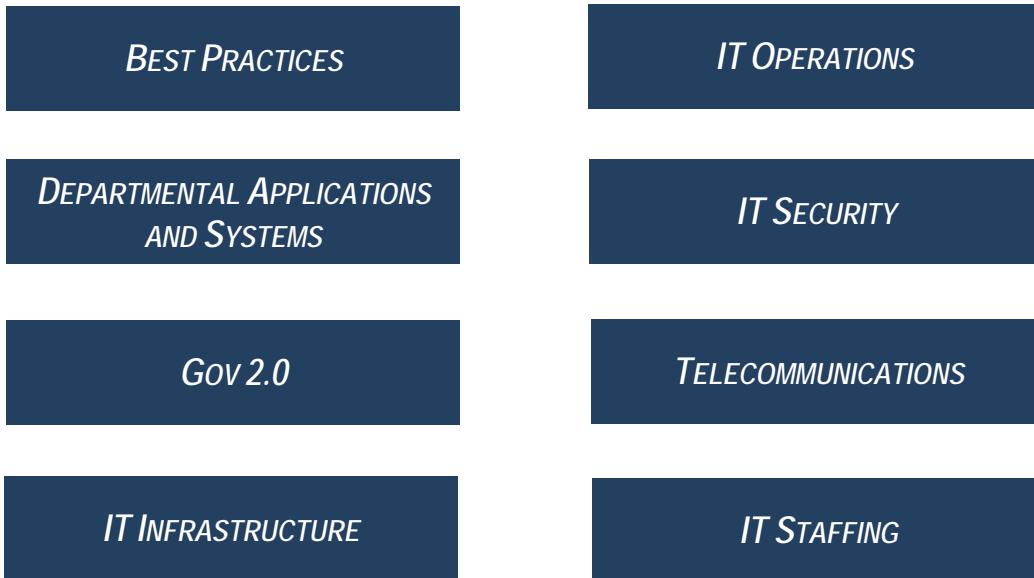 Best Practices
Departmental Applications
and Systems
Gov 2.0
IT Infrastructure
IT Operations
IT Security
Telecommunications
IT Staffing